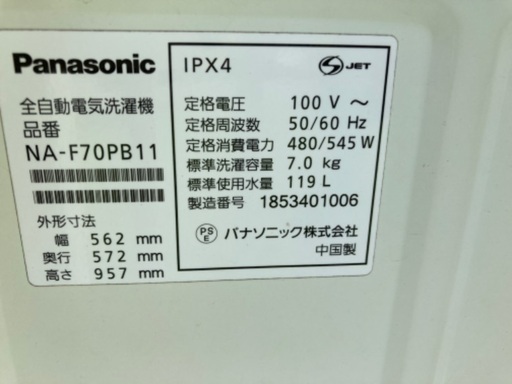 Panasonic
全自動電気洗濯機
品番
NA-F70PB11
外形寸法
幅 562 mm
奥行 572 mm
高さ 957 mm
IPX4
S JET
定格電圧 100 V ～
定格周波数 50/60 Hz
定格消費電力 480/545 W
標準洗濯容量 7.0 kg
標準使用水量 119 L
製造番号 1853401006
PSE パナソニック株式会社
中国製